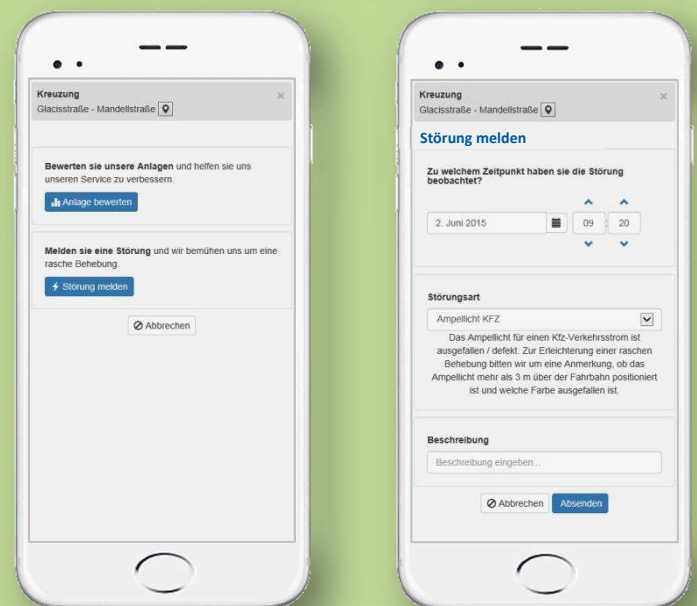 Kreuzung
Glacisstraße - Mandellstraße
×
Bewerten sie unsere Anlagen und helfen sie uns
unseren Service zu verbessern.
Anlage bewerten
Melden sie eine Störung und wir bemühen uns um eine
rasche Behebung.
Störung melden
Abbrechen
Kreuzung
Glacisstraße - Mandellstraße
×
Störung melden
Zu welchem Zeitpunkt haben sie die Störung
beobachtet?
2. Juni 2015 09 : 20
Störungsart
Ampellicht KFZ
Das Ampellicht für einen Kfz-Verkehrsstrom ist
ausgefallen / defekt. Zur Erleichterung einer raschen
Behebung bitten wir um eine Anmerkung, ob das
Ampellicht mehr als 3 m über der Fahrbahn positioniert
ist und welche Farbe ausgefallen ist.
Beschreibung
Beschreibung eingeben...
Abbrechen Absenden